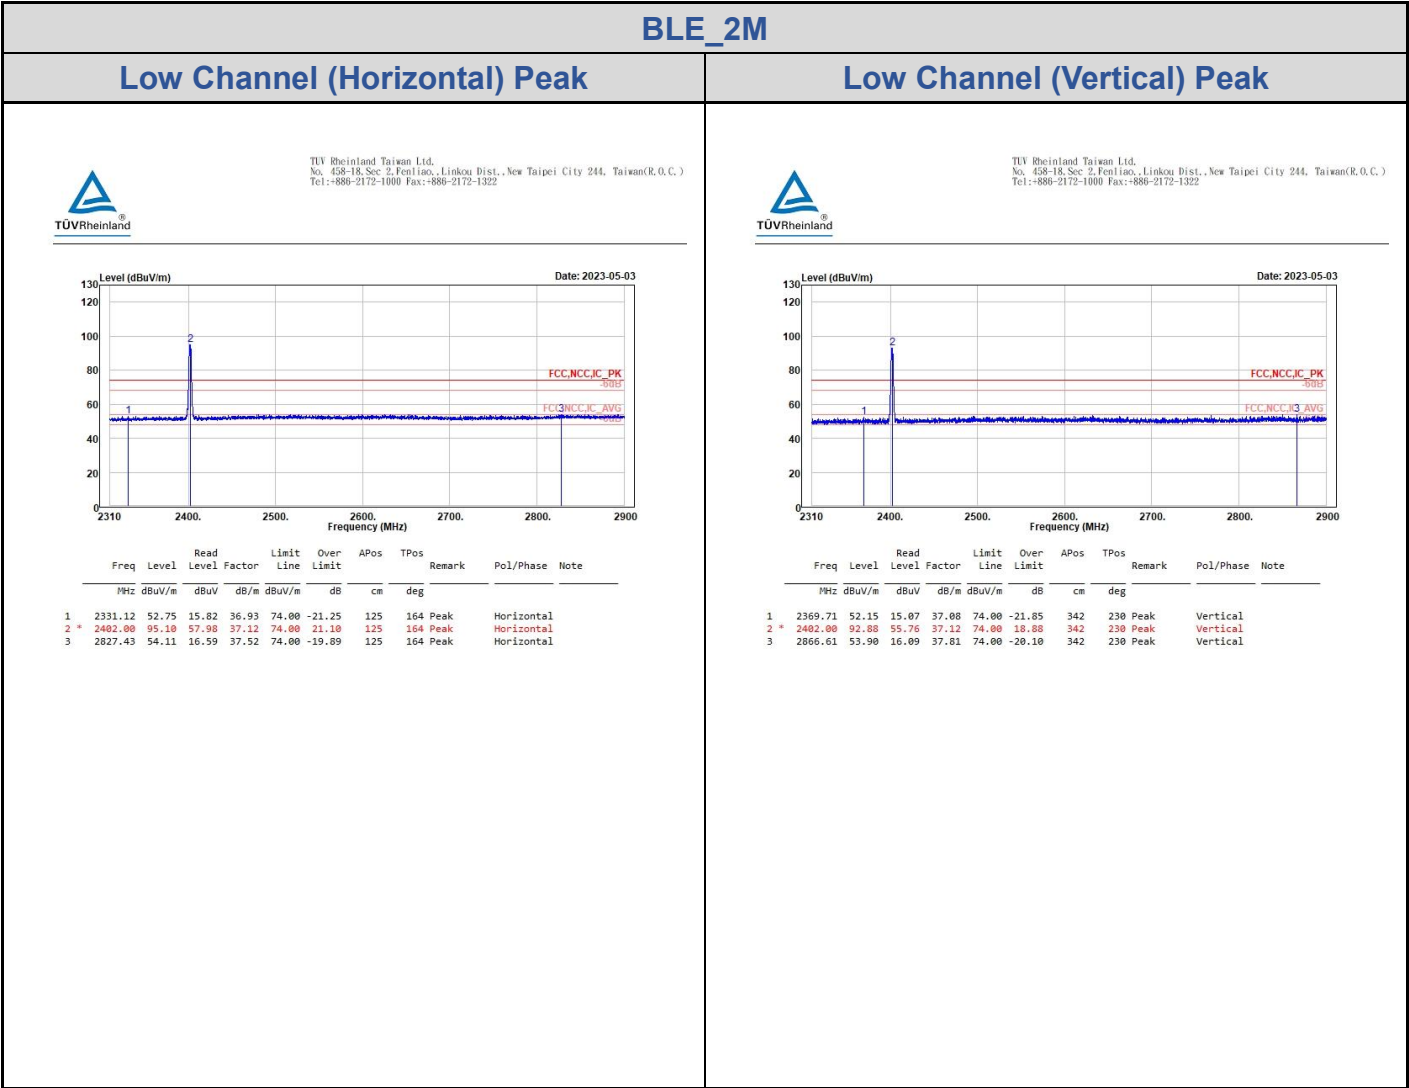 BLE_2M
Low Channel (Horizontal) Peak
Low Channel (Vertical) Peak
TÜVRheinland
®
TUV Rheinland Taiwan Ltd.
No. 458-18,Sec 2,Fenliao.,Linkou Dist.,New Taipei City 244, Taiwan(R.O.C.)
Tel:+886-2172-1000 Fax:+886-2172-1322
Level (dBuV/m)
Date: 2023-05-03
130
120
100
80
60
40
20
0
2
1
3
FCC,NCC,IC_PK
-6dB
FCC,NCC,IC_AVG
-6dB
2310 2400. 2500. 2600. 2700. 2800. 2900
Frequency (MHz)
Read Limit Over APos TPos
Freq Level Level Factor Line Limit Remark Pol/Phase Note
MHz dBuV/m dBuV dB/m dBuV/m dB cm deg
1 2331.12 52.75 15.82 36.93 74.00 -21.25 125 164 Peak Horizontal
2 * 2402.00 95.10 57.98 37.12 74.00 21.10 125 164 Peak Horizontal
3 2827.43 54.11 16.59 37.52 74.00 -19.89 125 164 Peak Horizontal
TÜVRheinland
®
TUV Rheinland Taiwan Ltd.
No. 458-18,Sec 2,Fenliao.,Linkou Dist.,New Taipei City 244, Taiwan(R.O.C.)
Tel:+886-2172-1000 Fax:+886-2172-1322
Level (dBuV/m)
Date: 2023-05-03
130
120
100
80
60
40
20
0
2
1
3
FCC,NCC,IC_PK
-6dB
FCC,NCC,IC_AVG
2310 2400. 2500. 2600. 2700. 2800. 2900
Frequency (MHz)
Read Limit Over APos TPos
Freq Level Level Factor Line Limit Remark Pol/Phase Note
MHz dBuV/m dBuV dB/m dBuV/m dB cm deg
1 2369.71 52.15 15.07 37.08 74.00 -21.85 342 230 Peak Vertical
2 * 2402.00 92.88 55.76 37.12 74.00 18.88 342 230 Peak Vertical
3 2866.61 53.90 16.09 37.81 74.00 -20.10 342 230 Peak Vertical